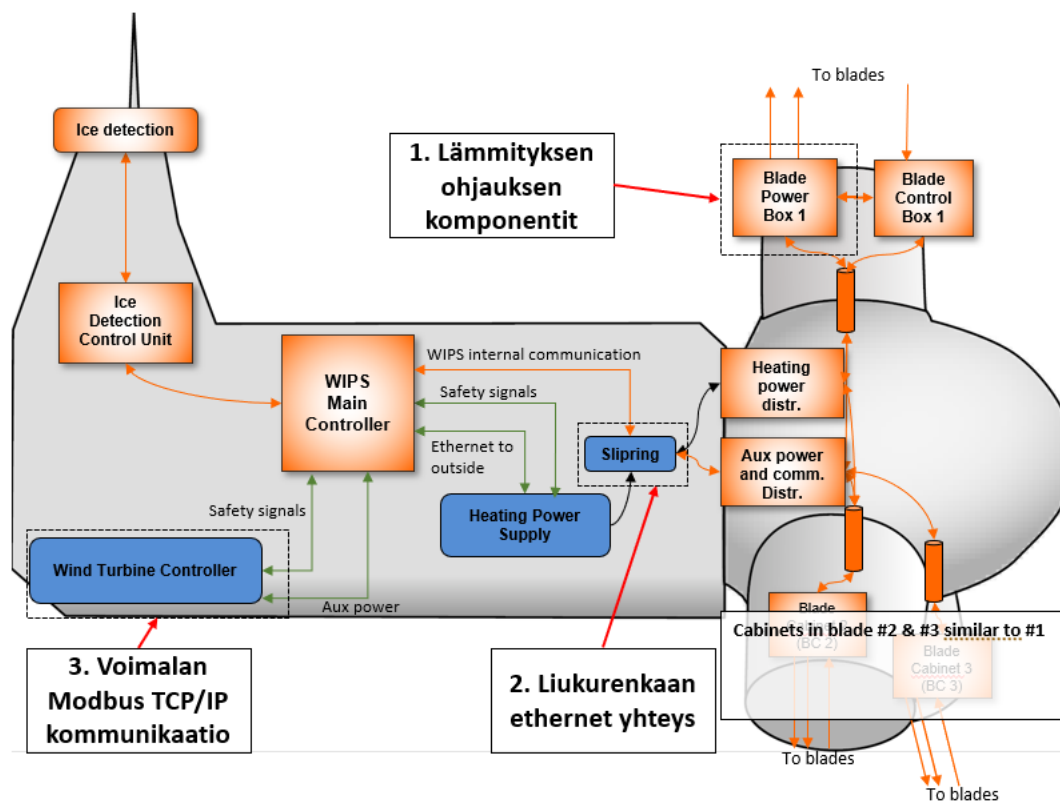 To blades
Ice detection
1. Lämmityksen
ohjauksen
komponentit
Blade
Power
Box 1
Blade
Control
Box 1
Ice
Detection
Control Unit
WIPS
Main
Controller
WIPS internal communication
Safety signals
Ethernet to
outside
Slipring
Heating
power
distr.
Aux power
and comm.
Distr.
Heating Power
Supply
Safety signals
Wind Turbine Controller
Aux power
Blade
Cabinet 2
(BC 2)
Cabinets in blade #2 & #3 similar to #1
Blade
Cabinet 3
(BC 3)
3. Voimalan
Modbus TCP/IP
kommunikaatio
2. Liukurenkaan
ethernet yhteys
To blades
To blades